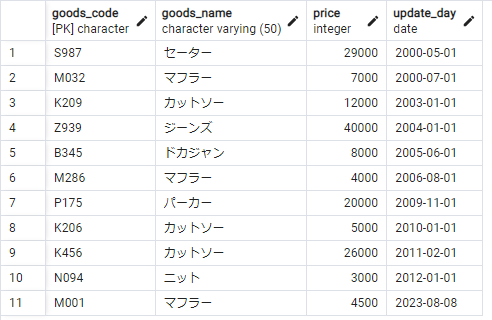 goods_code goods_name price update_day
[PK] character character varying (50) integer date
1 S987 セーター 29000 2000-05-01
2 M032 マフラー 7000 2000-07-01
3 K209 カットソー 12000 2003-01-01
4 Z939 ジーンズ 40000 2004-01-01
5 B345 ドカジャン 8000 2005-06-01
6 M286 マフラー 4000 2006-08-01
7 P175 パーカー 20000 2009-11-01
8 K206 カットソー 5000 2010-01-01
9 K456 カットソー 26000 2011-02-01
10 N094 ニット 3000 2012-01-01
11 M001 マフラー 4500 2023-08-08